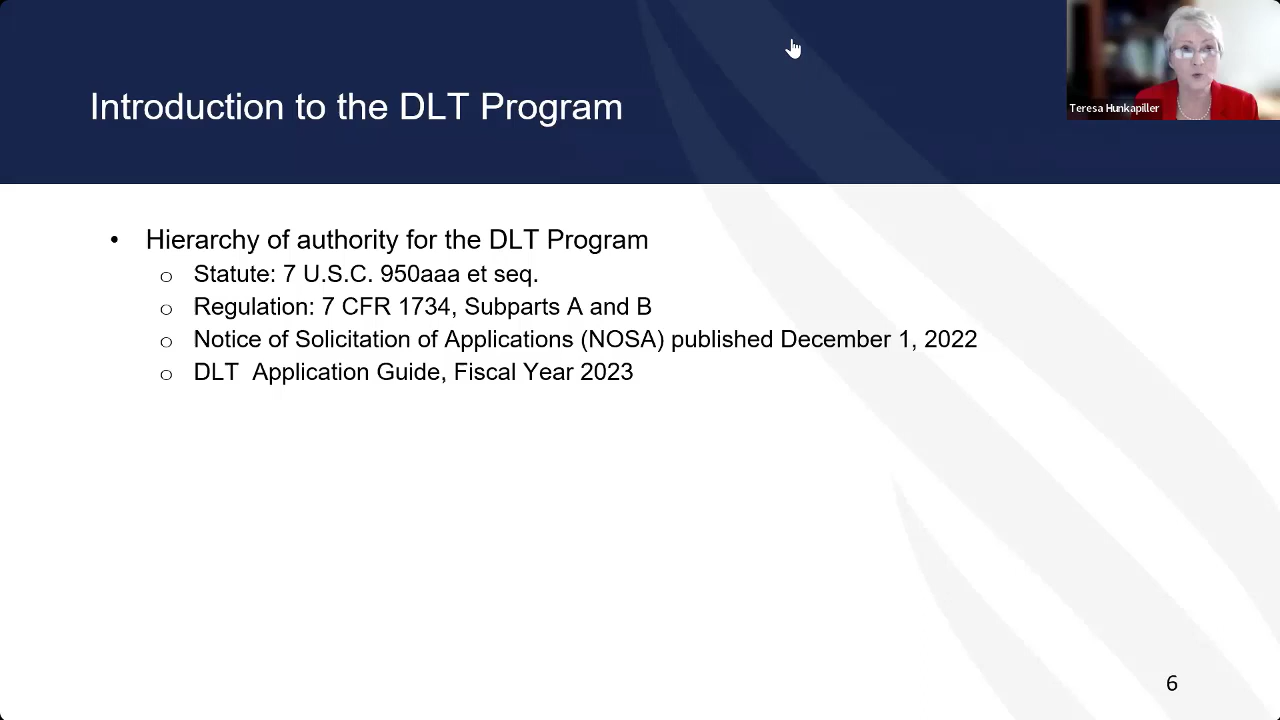 Introduction to the DLT Program
Teresa Hunkapiller
• Hierarchy of authority for the DLT Program
o Statute: 7 U.S.C. 950aaa et seq.
o Regulation: 7 CFR 1734, Subparts A and B
o Notice of Solicitation of Applications (NOSA) published December 1, 2022
o DLT  Application Guide, Fiscal Year 2023
6